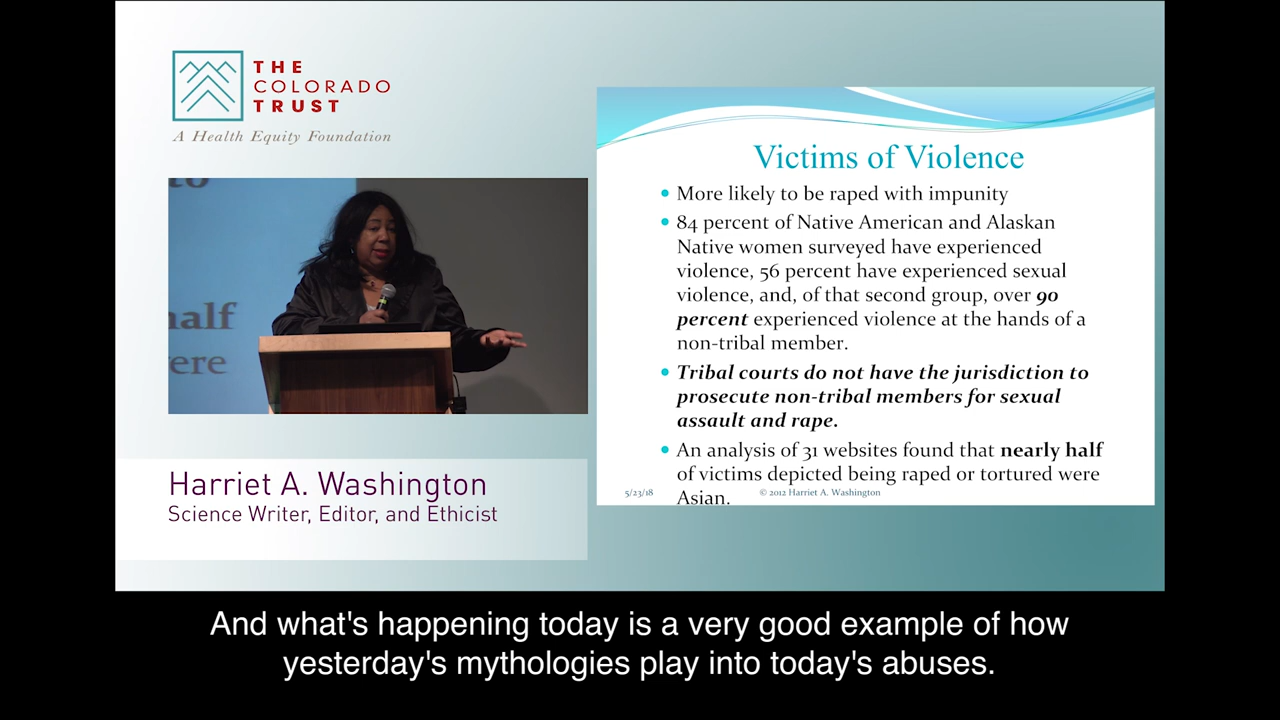 THE
COLORADO
TRUST
A Health Equity Foundation
to
half
ere
Harriet A. Washington
Science Writer, Editor, and Ethicist
Victims of Violence
• More likely to be raped with impunity
• 84 percent of Native American and Alaskan
Native women surveyed have experienced
violence, 56 percent have experienced sexual
violence, and, of that second group, over 90
percent experienced violence at the hands of a
non-tribal member.
• Tribal courts do not have the jurisdiction to
prosecute non-tribal members for sexual
assault and rape.
• An analysis of 31 websites found that nearly half
of victims depicted being raped or tortured were
Asian.
5/23/18
© 2012 Harriet A. Washington
And what's happening today is a very good example of how
yesterday's mythologies play into today's abuses.